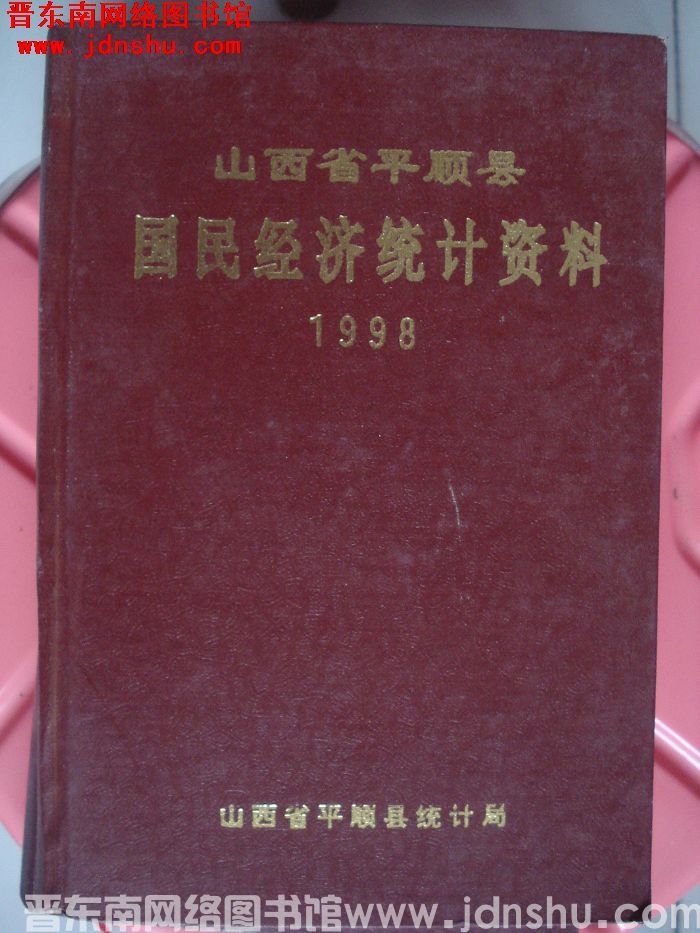 晋东南网络图书馆
www.jdnshu.com
山西省平顺县
国民经济统计资料
1998
山西省平顺县统计局
晋东南网络图书馆www.jdnshu.com